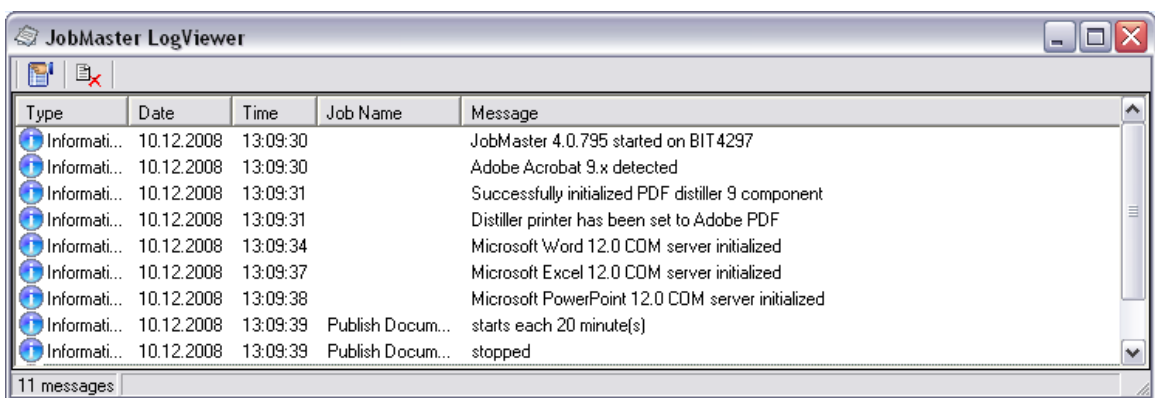 JobMaster LogViewer
Type Date Time Job Name Message
Informati... 10.12.2008 13:09:30 JobMaster 4.0.795 started on BIT4297
Informati... 10.12.2008 13:09:30 Adobe Acrobat 9.x detected
Informati... 10.12.2008 13:09:31 Successfully initialized PDF distiller 9 component
Informati... 10.12.2008 13:09:31 Distiller printer has been set to Adobe PDF
Informati... 10.12.2008 13:09:34 Microsoft Word 12.0 COM server initialized
Informati... 10.12.2008 13:09:37 Microsoft Excel 12.0 COM server initialized
Informati... 10.12.2008 13:09:38 Microsoft PowerPoint 12.0 COM server initialized
Informati... 10.12.2008 13:09:39 Publish Docum... starts each 20 minute(s)
Informati... 10.12.2008 13:09:39 Publish Docum... stopped
11 messages